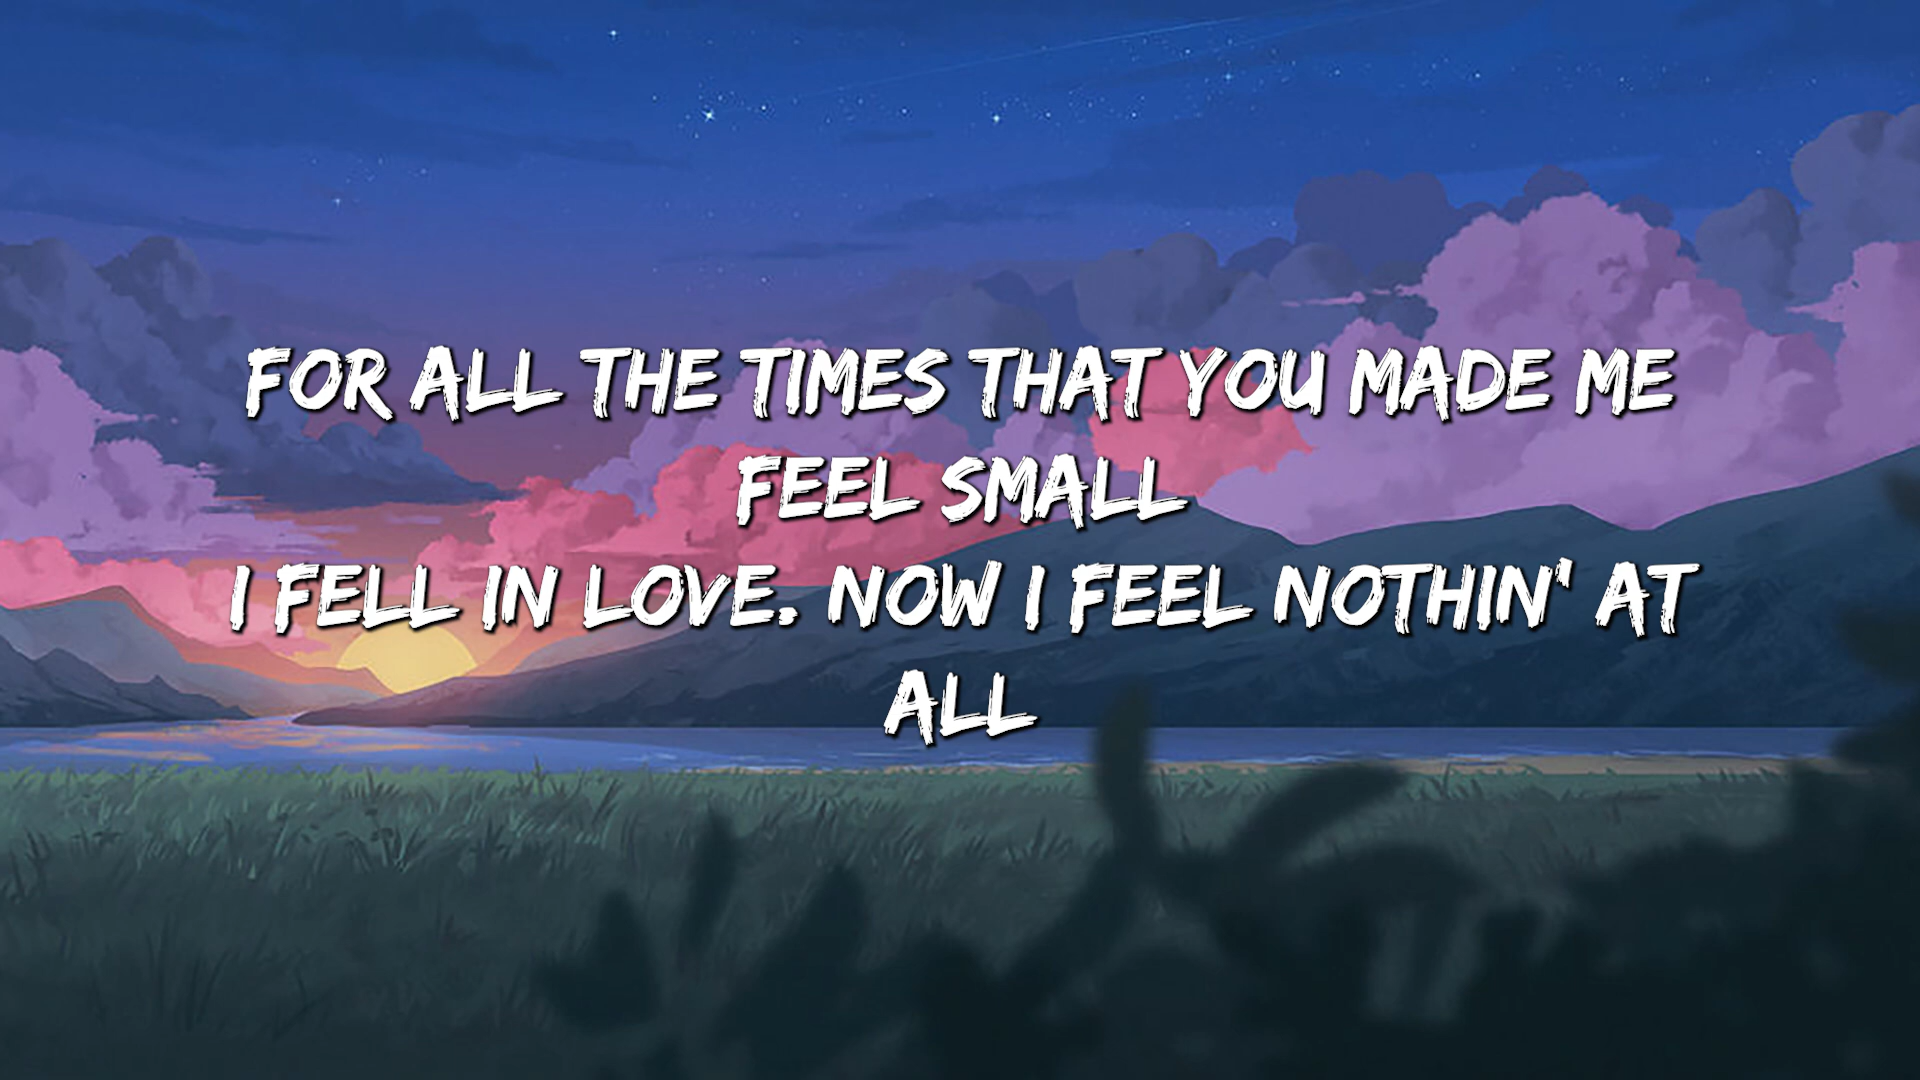 FOR ALL THE TIMES THAT YOU MADE ME
FEEL SMALL
I FELL IN LOVE. NOW I FEEL NOTHIN' AT
ALL